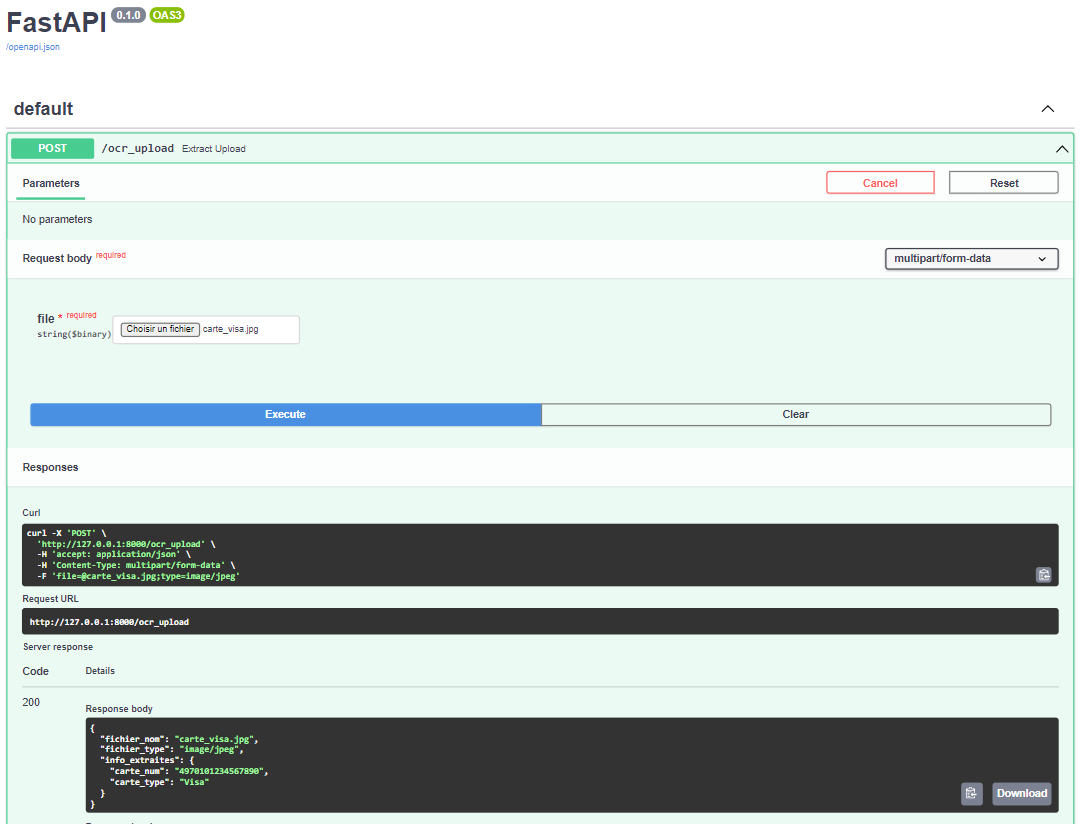 FastAPI 0.1.0 OAS3
/openapi.json
default
POST /ocr_upload Extract Upload
Parameters Cancel Reset
No parameters
Request body required multipart/form-data
file * required
string($binary) Choisir un fichier carte_visa.jpg
Execute Clear
Responses
Curl
curl -X 'POST' \
'http://127.0.0.1:8000/ocr_upload' \
-H 'accept: application/json' \
-H 'Content-Type: multipart/form-data' \
-F 'file=@carte_visa.jpg;type=image/jpeg'
Request URL
http://127.0.0.1:8000/ocr_upload
Server response
Code Details
200
Response body
{
"fichier_nom": "carte_visa.jpg",
"fichier_type": "image/jpeg",
"info_extraites": {
"carte_num": "4970101234567890",
"carte_type": "Visa"
}
}
Download